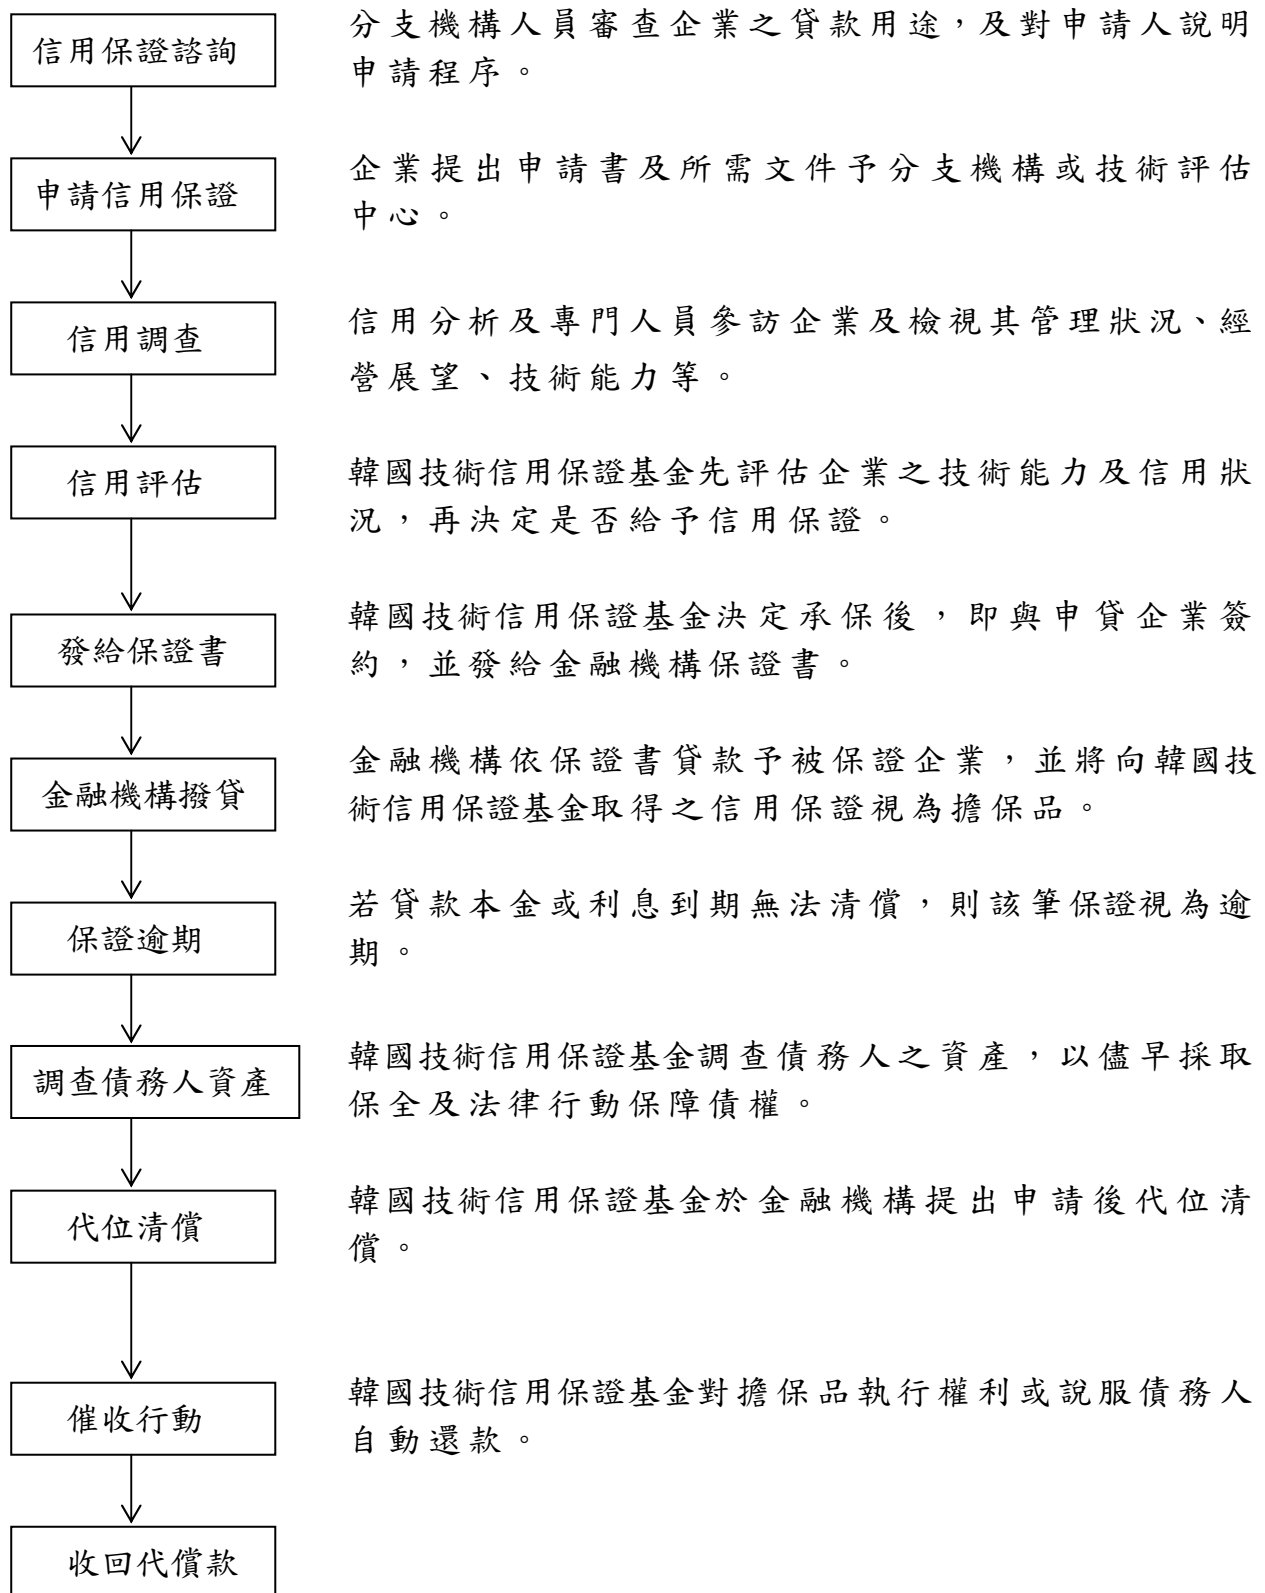 信用保證諮詢
分支機構人員審查企業之貸款用途，及對申請人說明
申請程序。
申請信用保證
企業提出申請書及所需文件予分支機構或技術評估
中心。
信用調查
信用分析及專門人員參訪企業及檢視其管理狀況、經
營展望、技術能力等。
信用評估
韓國技術信用保證基金先評估企業之技術能力及信用狀
況，再決定是否給予信用保證。
發給保證書
韓國技術信用保證基金決定承保後，即與申貸企業簽
約，並發給金融機構保證書。
金融機構撥貸
金融機構依保證書貸款予被保證企業，並將向韓國技
術信用保證基金取得之信用保證視為擔保品。
保證逾期
若貸款本金或利息到期無法清償，則該筆保證視為逾
期。
調查債務人資產
韓國技術信用保證基金調查債務人之資產，以儘早採取
保全及法律行動保障債權。
代位清償
韓國技術信用保證基金於金融機構提出申請後代位清
償。
催收行動
韓國技術信用保證基金對擔保品執行權利或說服債務人
自動還款。
收回代償款